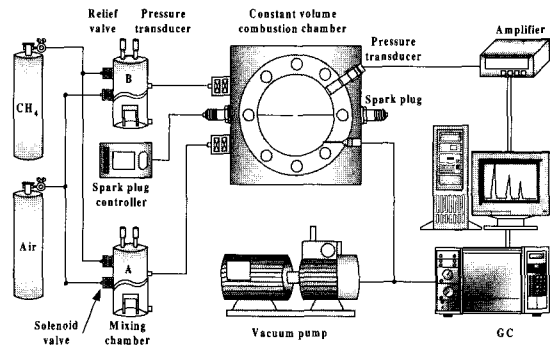 Relief
valve
Pressure
transducer
Constant volume
combustion chamber
Pressure
transducer
Amplifier
B
CH4
Spark plug
Spark plug
controller
Air
A
Solenoid
valve
Mixing
chamber
Vacuum pump
GC